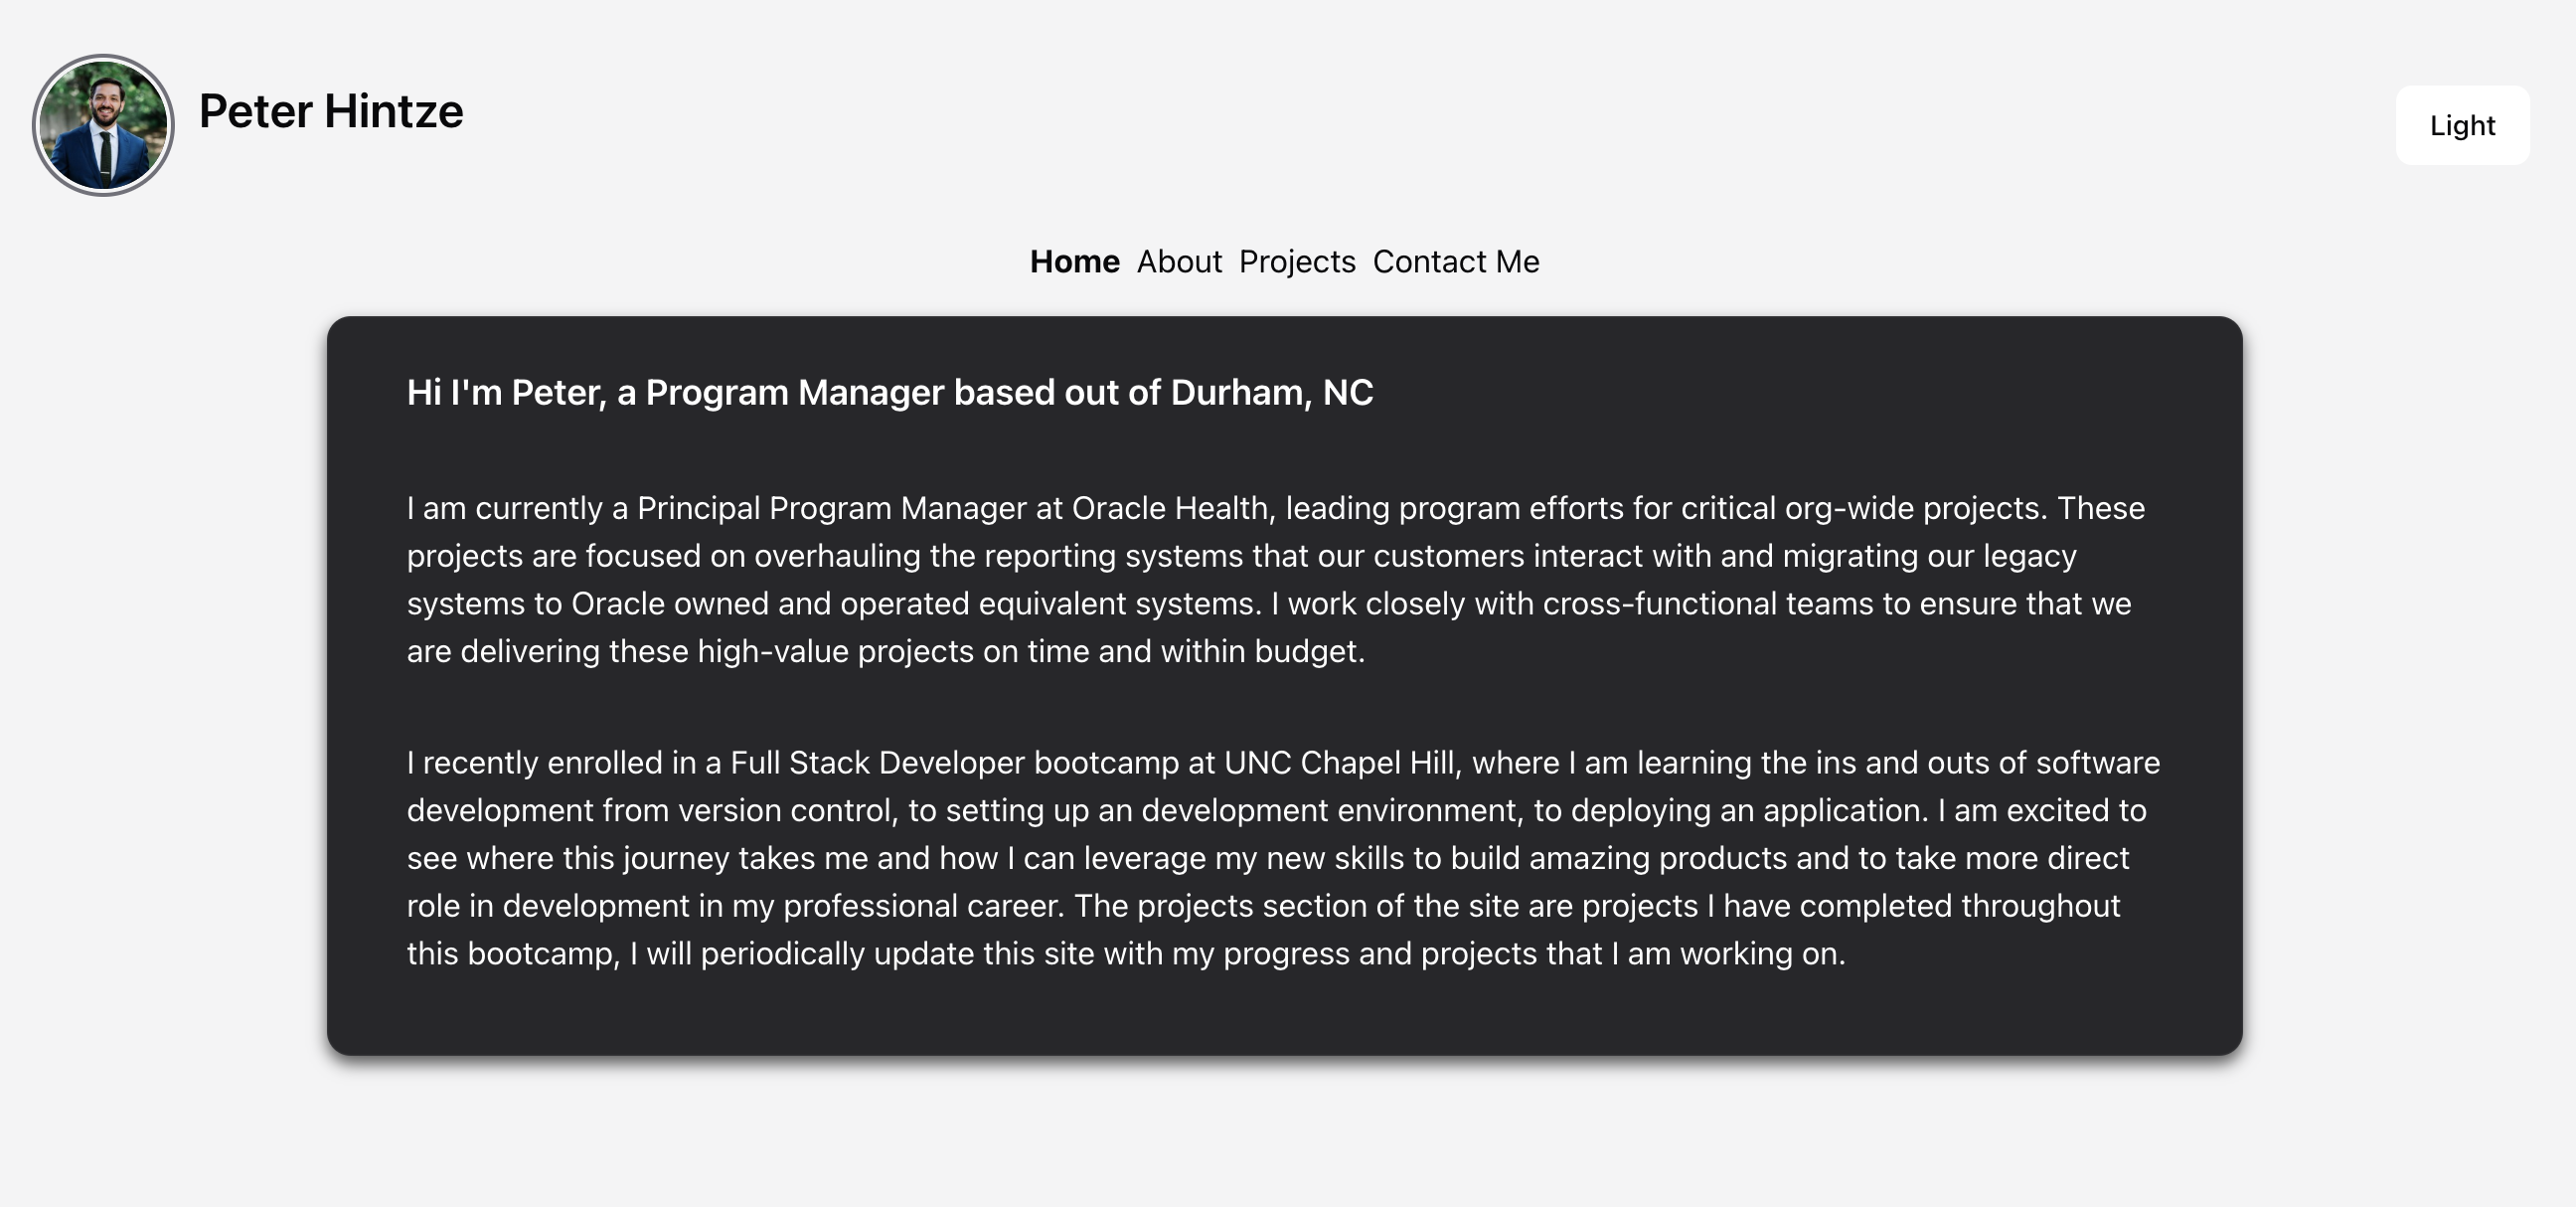 Peter Hintze
Light
Home About Projects Contact Me
Hi I'm Peter, a Program Manager based out of Durham, NC
I am currently a Principal Program Manager at Oracle Health, leading program efforts for critical org-wide projects. These
projects are focused on overhauling the reporting systems that our customers interact with and migrating our legacy
systems to Oracle owned and operated equivalent systems. I work closely with cross-functional teams to ensure that we
are delivering these high-value projects on time and within budget.
I recently enrolled in a Full Stack Developer bootcamp at UNC Chapel Hill, where I am learning the ins and outs of software
development from version control, to setting up an development environment, to deploying an application. I am excited to
see where this journey takes me and how I can leverage my new skills to build amazing products and to take more direct
role in development in my professional career. The projects section of the site are projects I have completed throughout
this bootcamp, I will periodically update this site with my progress and projects that I am working on.